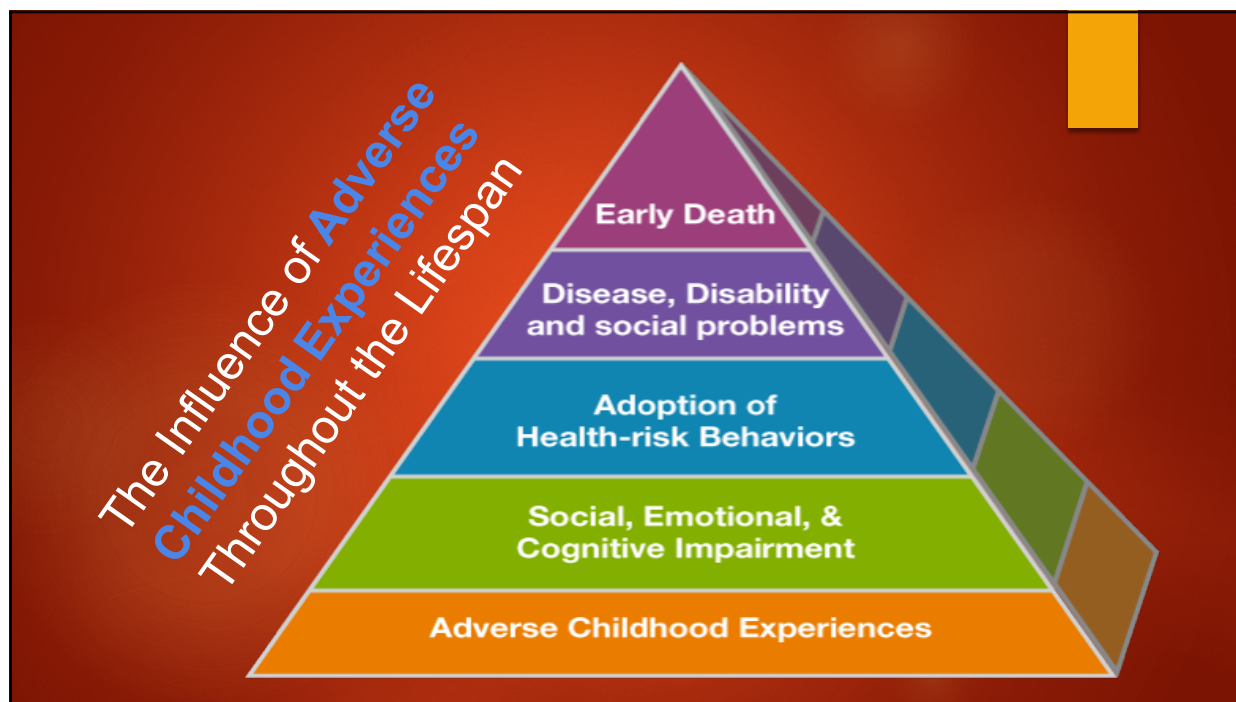 The Influence of Adverse
Childhood Experiences
Throughout the Lifespan
Early Death
Disease, Disability
and social problems
Adoption of
Health-risk Behaviors
Social, Emotional, &
Cognitive Impairment
Adverse Childhood Experiences